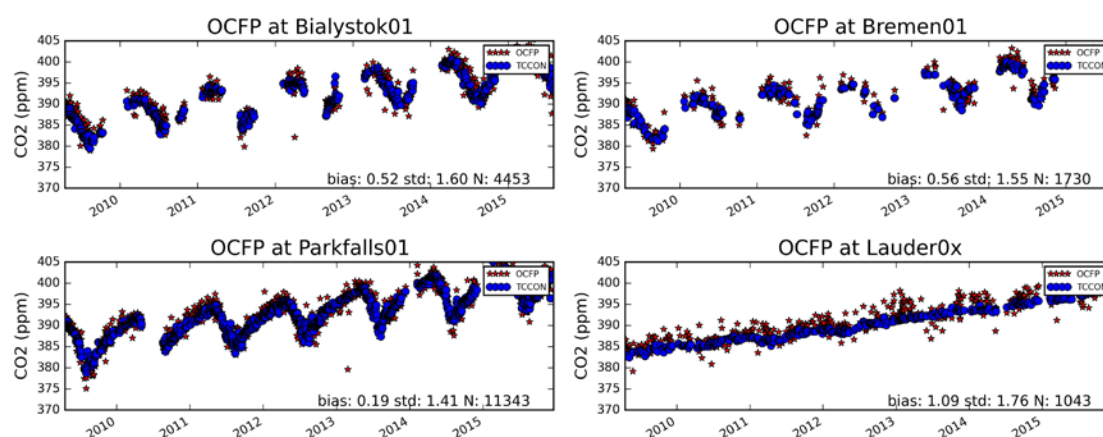 OCFP at Bialystok01
405
400
395
390
385
380
375
370
CO2 (ppm)
OCFP
TCCON
bias: 0.52 std: 1.60 N: 4453
2010
2011
2012
2013
2014
2015
OCFP at Bremen01
405
400
395
390
385
380
375
370
CO2 (ppm)
OCFP
TCCON
bias: 0.56 std: 1.55 N: 1730
2010
2011
2012
2013
2014
2015
OCFP at Parkfalls01
405
400
395
390
385
380
375
370
CO2 (ppm)
OCFP
TCCON
bias: 0.19 std: 1.41 N: 11343
2010
2011
2012
2013
2014
2015
OCFP at Lauder0x
405
400
395
390
385
380
375
370
CO2 (ppm)
OCFP
TCCON
bias: 1.09 std: 1.76 N: 1043
2010
2011
2012
2013
2014
2015